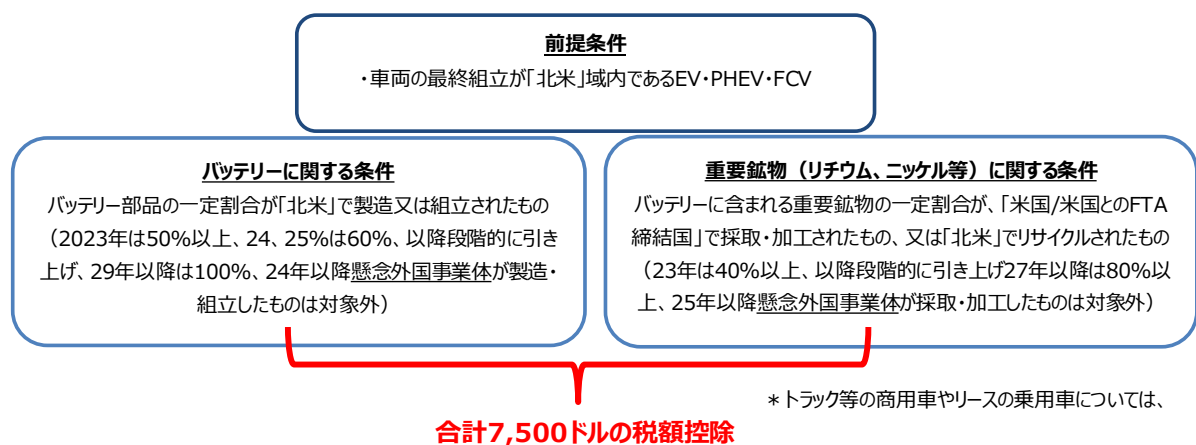 前提条件
・車両の最終組立が「北米」域内であるEV・PHEV・FCV
バッテリーに関する条件
バッテリー部品の一定割合が「北米」で製造又は組立されたもの
（2023年は50%以上、24、25%は60%、以降段階的に引き
上げ、29年以降は100%、24年以降懸念外国事業体が製造・
組立したものは対象外）
重要鉱物（リチウム、ニッケル等）に関する条件
バッテリーに含まれる重要鉱物の一定割合が、「米国/米国とのFTA
締結国」で採取・加工されたもの、又は「北米」でリサイクルされたもの
（23年は40%以上、以降段階的に引き上げ27年以降は80%以
上、25年以降懸念外国事業体が採取・加工したものは対象外）
＊トラック等の商用車やリースの乗用車については、
合計7,500ドルの税額控除